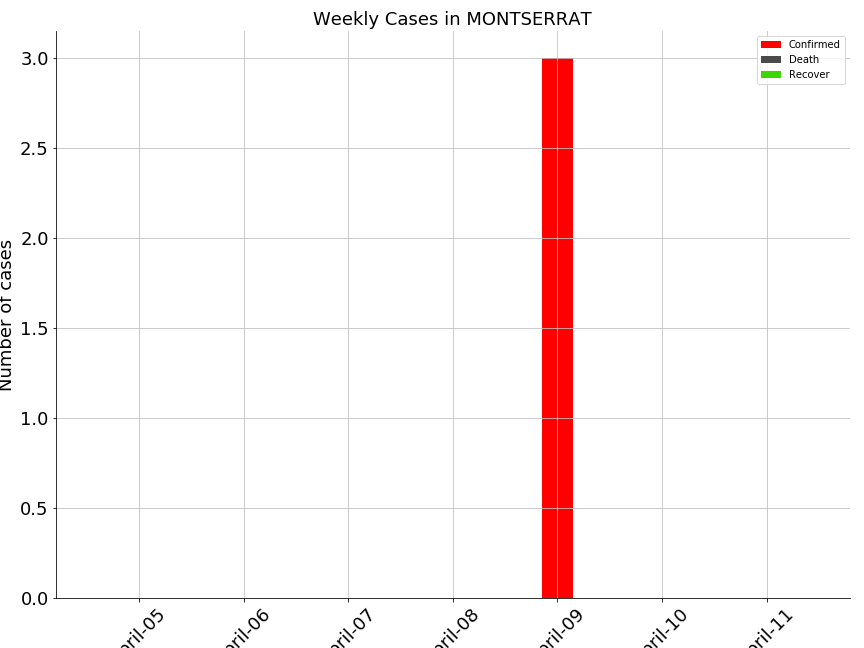 Weekly Cases in MONTSERRAT
Confirmed
Death
Recover
Number of cases
3.0
2.5
2.0
1.5
1.0
0.5
0.0
pril-05
pril-06
pril-07
pril-08
pril-09
pril-10
pril-11